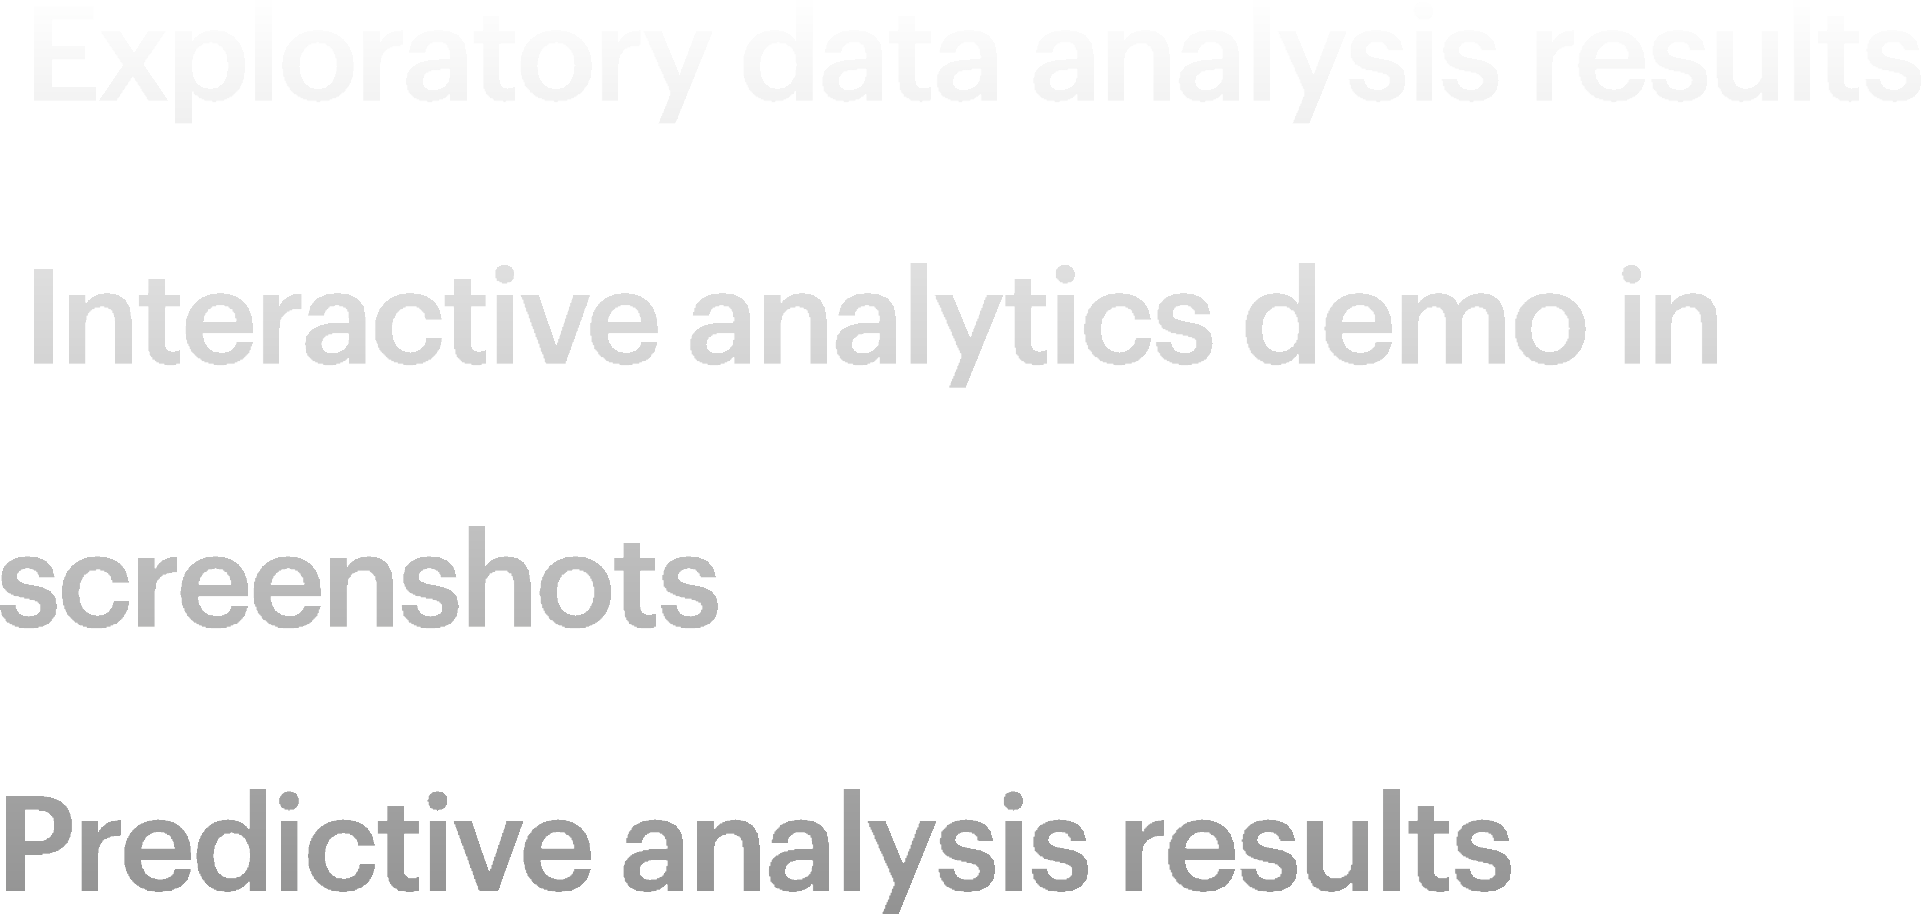 Exploratory data analysis results
Interactive analytics demo in
screenshots
Predictive analysis results